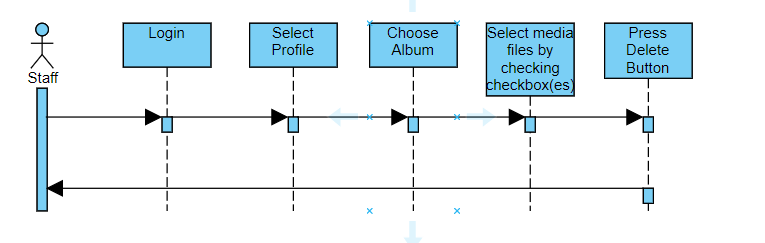 Staff
Login
Select
Profile
Choose
Album
Select media
files by
checking
checkbox(es)
Press
Delete
Button